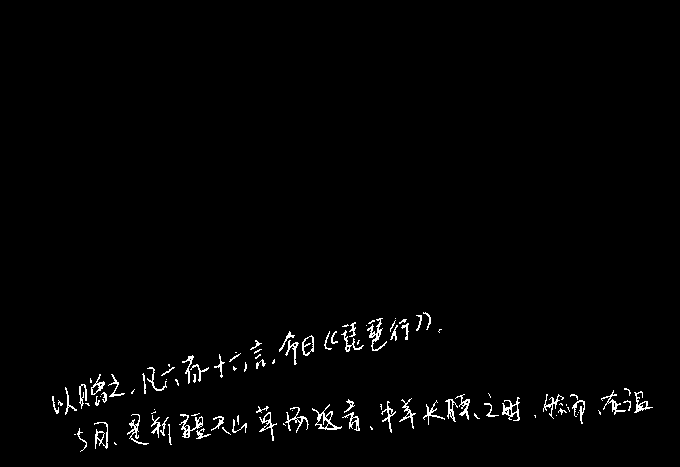 以赠之,凡六百一十六言,命曰《琵琶行》。
5月,是新疆天山草场返青、牛羊长膘之时,然而,在温